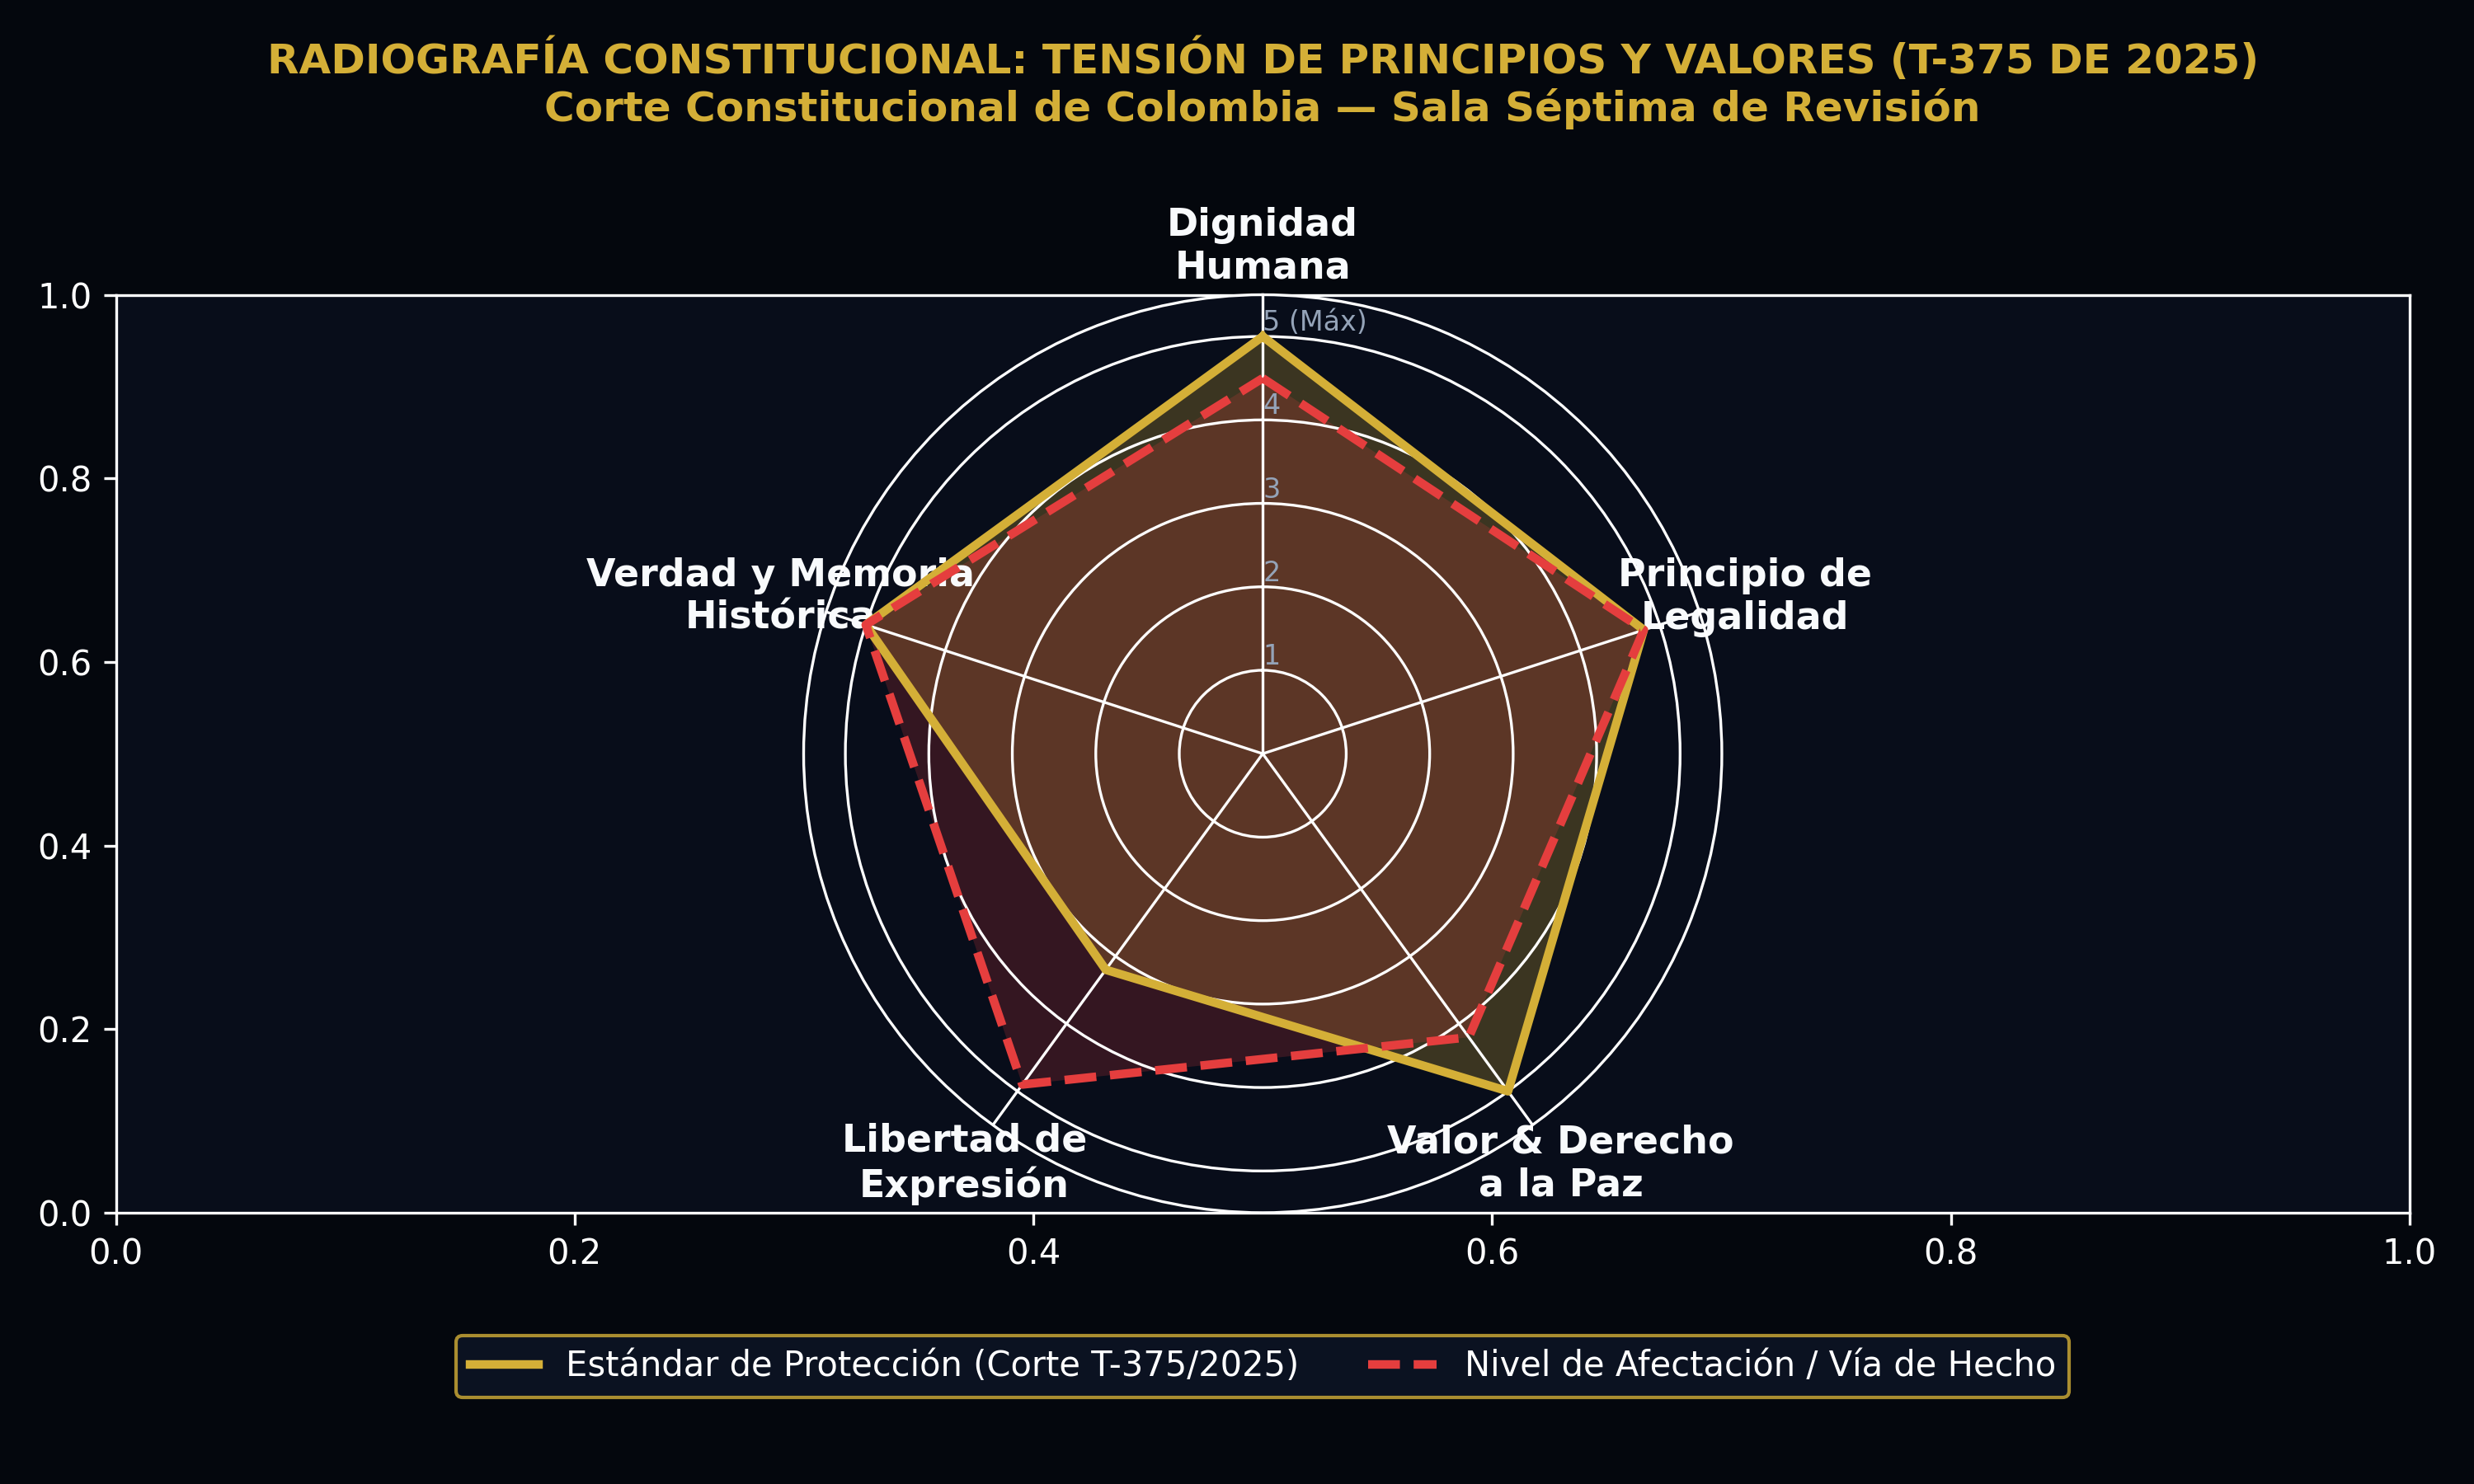 RADIOGRAFÍA CONSTITUCIONAL: TENSIÓN DE PRINCIPIOS Y VALORES (T-375 DE 2025)
Corte Constitucional de Colombia — Sala Séptima de Revisión
Dignidad
Humana
1.0
5 (Máx)
4
0.8
3
Verdad y Memoria
Histórica
Principio de
Legalidad
2
0.6
1
0.4
0.2
Libertad de
Expresión
Valor & Derecho
a la Paz
0.0
0.0
0.2
0.4
0.6
0.8
1.0
Estándar de Protección (Corte T-375/2025)
Nivel de Afectación / Vía de Hecho